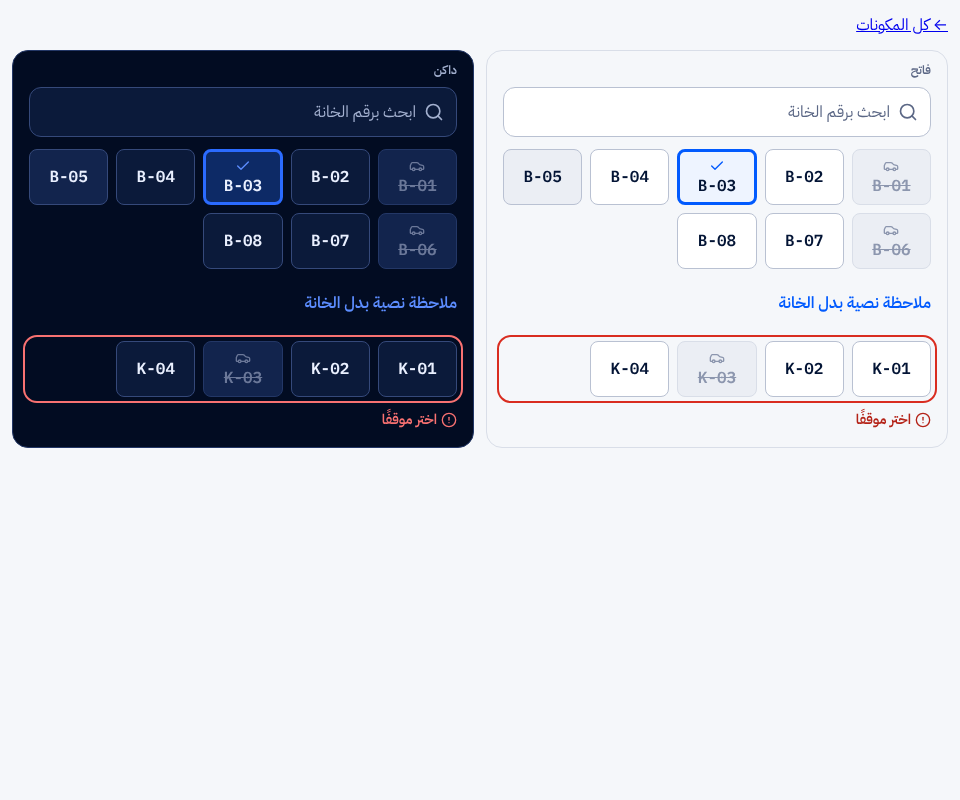 ← كل المكونات
فاتح
ابحث برقم الخانة
B-01 B-02 B-03 B-04 B-05
B-06 B-07 B-08
ملاحظة نصية بدل الخانة
K-01 K-02 K-03 K-04
اختر موقفًا
داكن
ابحث برقم الخانة
B-01 B-02 B-03 B-04 B-05
B-06 B-07 B-08
ملاحظة نصية بدل الخانة
K-01 K-02 K-03 K-04
اختر موقفًا